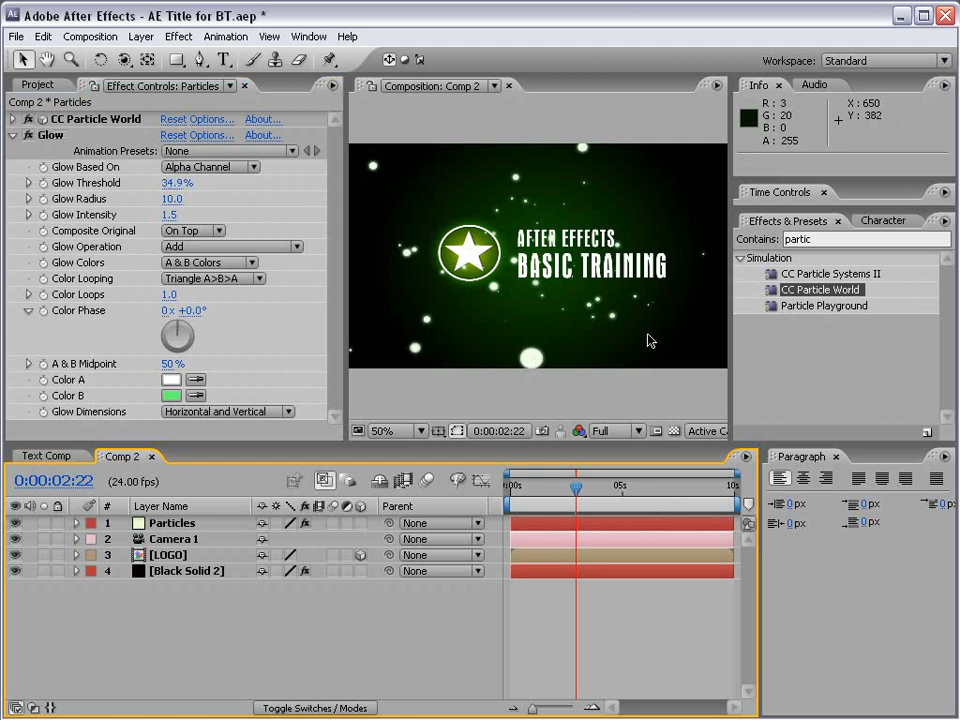 Adobe After Effects - AE Title for BT.aep *
File Edit Composition Layer Effect Animation View Window Help
Workspace: Standard
Project Effect Controls: Particles
Comp 2 * Particles
CC Particle World Reset Options... About...
Glow Reset Options... About...
Animation Presets: None
Glow Based On Alpha Channel
Glow Threshold 34.9%
Glow Radius 10.0
Glow Intensity 1.5
Composite Original On Top
Glow Operation Add
Glow Colors A & B Colors
Color Looping Triangle A>B>A
Color Loops 1.0
Color Phase 0x+0.0°
A & B Midpoint 50%
Color A
Color B
Glow Dimensions Horizontal and Vertical
Composition: Comp 2
AFTER EFFECTS
BASIC TRAINING
50% 0:00:02:22 Full Active Ca
Info Audio
R: 3 X: 650
G: 20 Y: 382
B: 0
A: 255
Time Controls
Effects & Presets Character
Contains: partic
Simulation
CC Particle Systems II
CC Particle World
Particle Playground
Text Comp Comp 2
0:00:02:22 (24.00 fps)
# Layer Name Parent
1 Particles None
2 Camera 1 None
3 [LOGO] None
4 [Black Solid 2] None
:00s 05s 10s
Toggle Switches / Modes
Paragraph
0 px 0 px 0 px
0 px 0 px